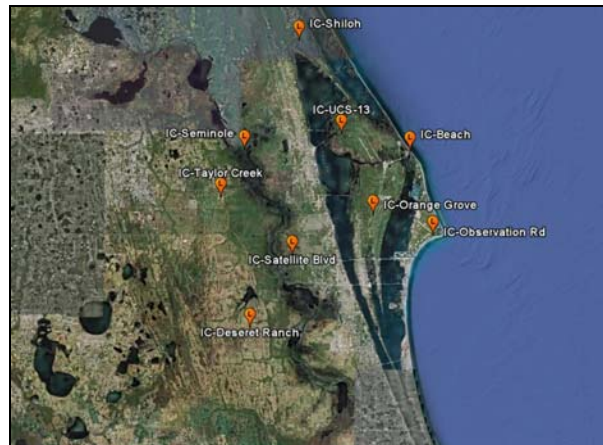 IC-Shiloh
IC-UCS-13
IC-Seminole
IC-Beach
IC-Taylor Creek
IC-Orange Grove
IC-Observation Rd
IC-Satellite Blvd
IC-Deseret Ranch